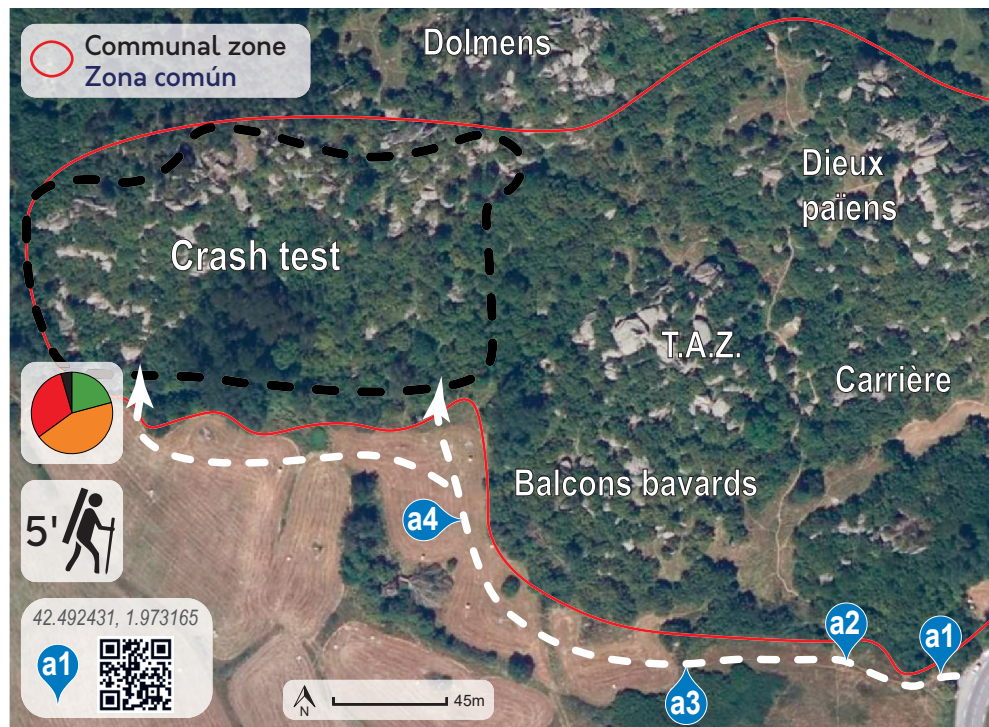 Communal zone
Zona común
Dolmens
Dieux
païens
Crash test
T.A.Z.
Carrière
Balcons bavards
a4
5'
42.492431, 1.973165
a1
a2
a1
a3
N
45m